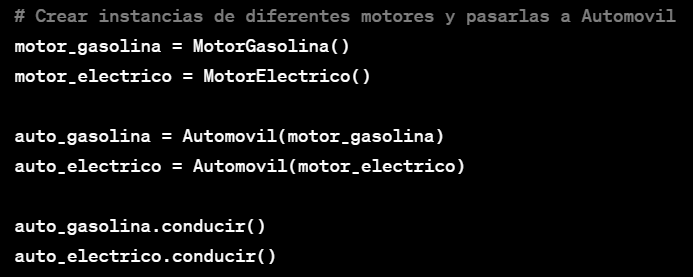 # Crear instancias de diferentes motores y pasarlas a Automovil
motor_gasolina = MotorGasolina()
motor_electrico = MotorElectrico()
auto_gasolina = Automovil(motor_gasolina)
auto_electrico = Automovil(motor_electrico)
auto_gasolina.conducir()
auto_electrico.conducir()